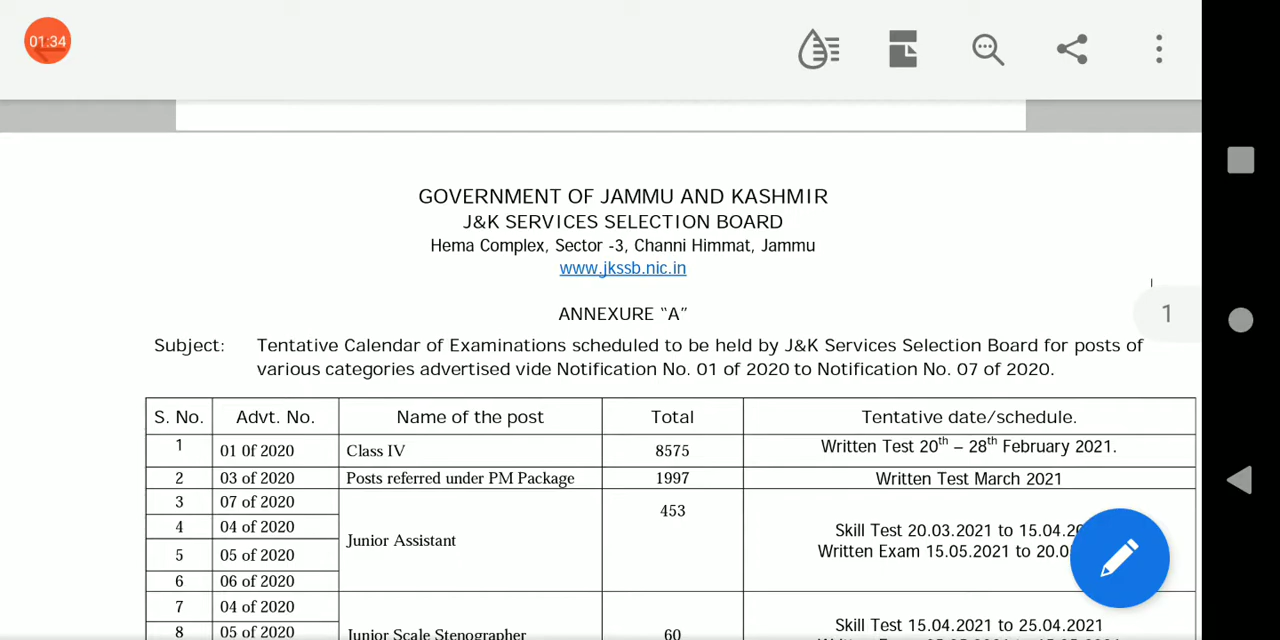 01:34
GOVERNMENT OF JAMMU AND KASHMIR
J&K SERVICES SELECTION BOARD
Hema Complex, Sector -3, Channi Himmat, Jammu
www.jkssb.nic.in
1
ANNEXURE “A”
Subject: Tentative Calendar of Examinations scheduled to be held by J&K Services Selection Board for posts of
various categories advertised vide Notification No. 01 of 2020 to Notification No. 07 of 2020.
S. No. Advt. No. Name of the post Total Tentative date/schedule.
1 01 0f 2020 Class IV 8575 Written Test 20th – 28th February 2021.
2 03 of 2020 Posts referred under PM Package 1997 Written Test March 2021
3 07 of 2020 453
4 04 of 2020 Skill Test 20.03.2021 to 15.04.
Junior Assistant
5 05 of 2020 Written Exam 15.05.2021 to
6 06 of 2020
7 04 of 2020 Skill Test 15.04.2021 to 25.04.2021
8 05 of 2020 Junior Scale Stenographer 60